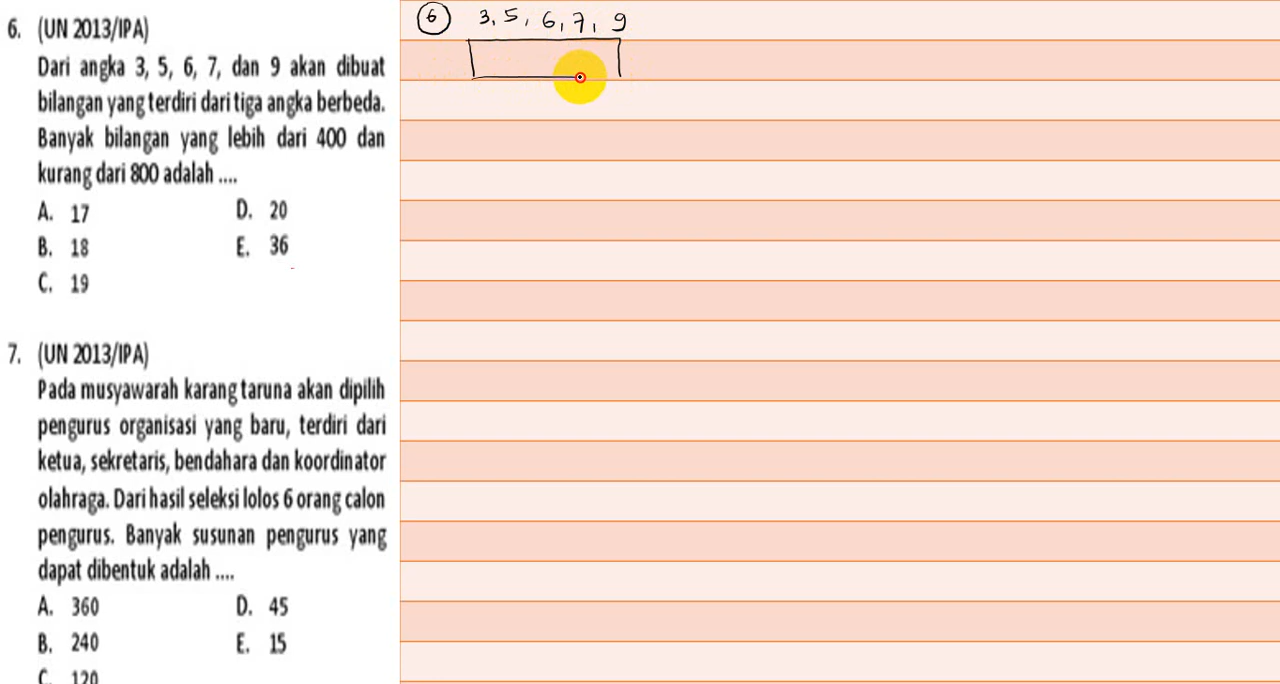 6. (UN 2013/IPA)
Dari angka 3, 5, 6, 7, dan 9 akan dibuat
bilangan yang terdiri dari tiga angka berbeda.
Banyak bilangan yang lebih dari 400 dan
kurang dari 800 adalah ....
A. 17 D. 20
B. 18 E. 36
C. 19
7. (UN 2013/IPA)
Pada musyawarah karang taruna akan dipilih
pengurus organisasi yang baru, terdiri dari
ketua, sekretaris, bendahara dan koordinator
olahraga. Dari hasil seleksi lolos 6 orang calon
pengurus. Banyak susunan pengurus yang
dapat dibentuk adalah ....
A. 360 D. 45
B. 240 E. 15
C. 120
6 3, 5, 6, 7, 9